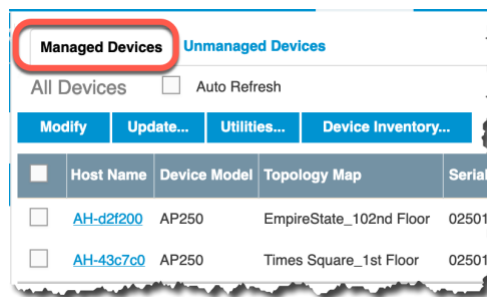 Managed Devices Unmanaged Devices
All Devices Auto Refresh
Modify Update... Utilities... Device Inventory...
Host Name Device Model Topology Map Serial
AH-d2f200 AP250 EmpireState_102nd Floor 02501
AH-43c7c0 AP250 Times Square_1st Floor 02501